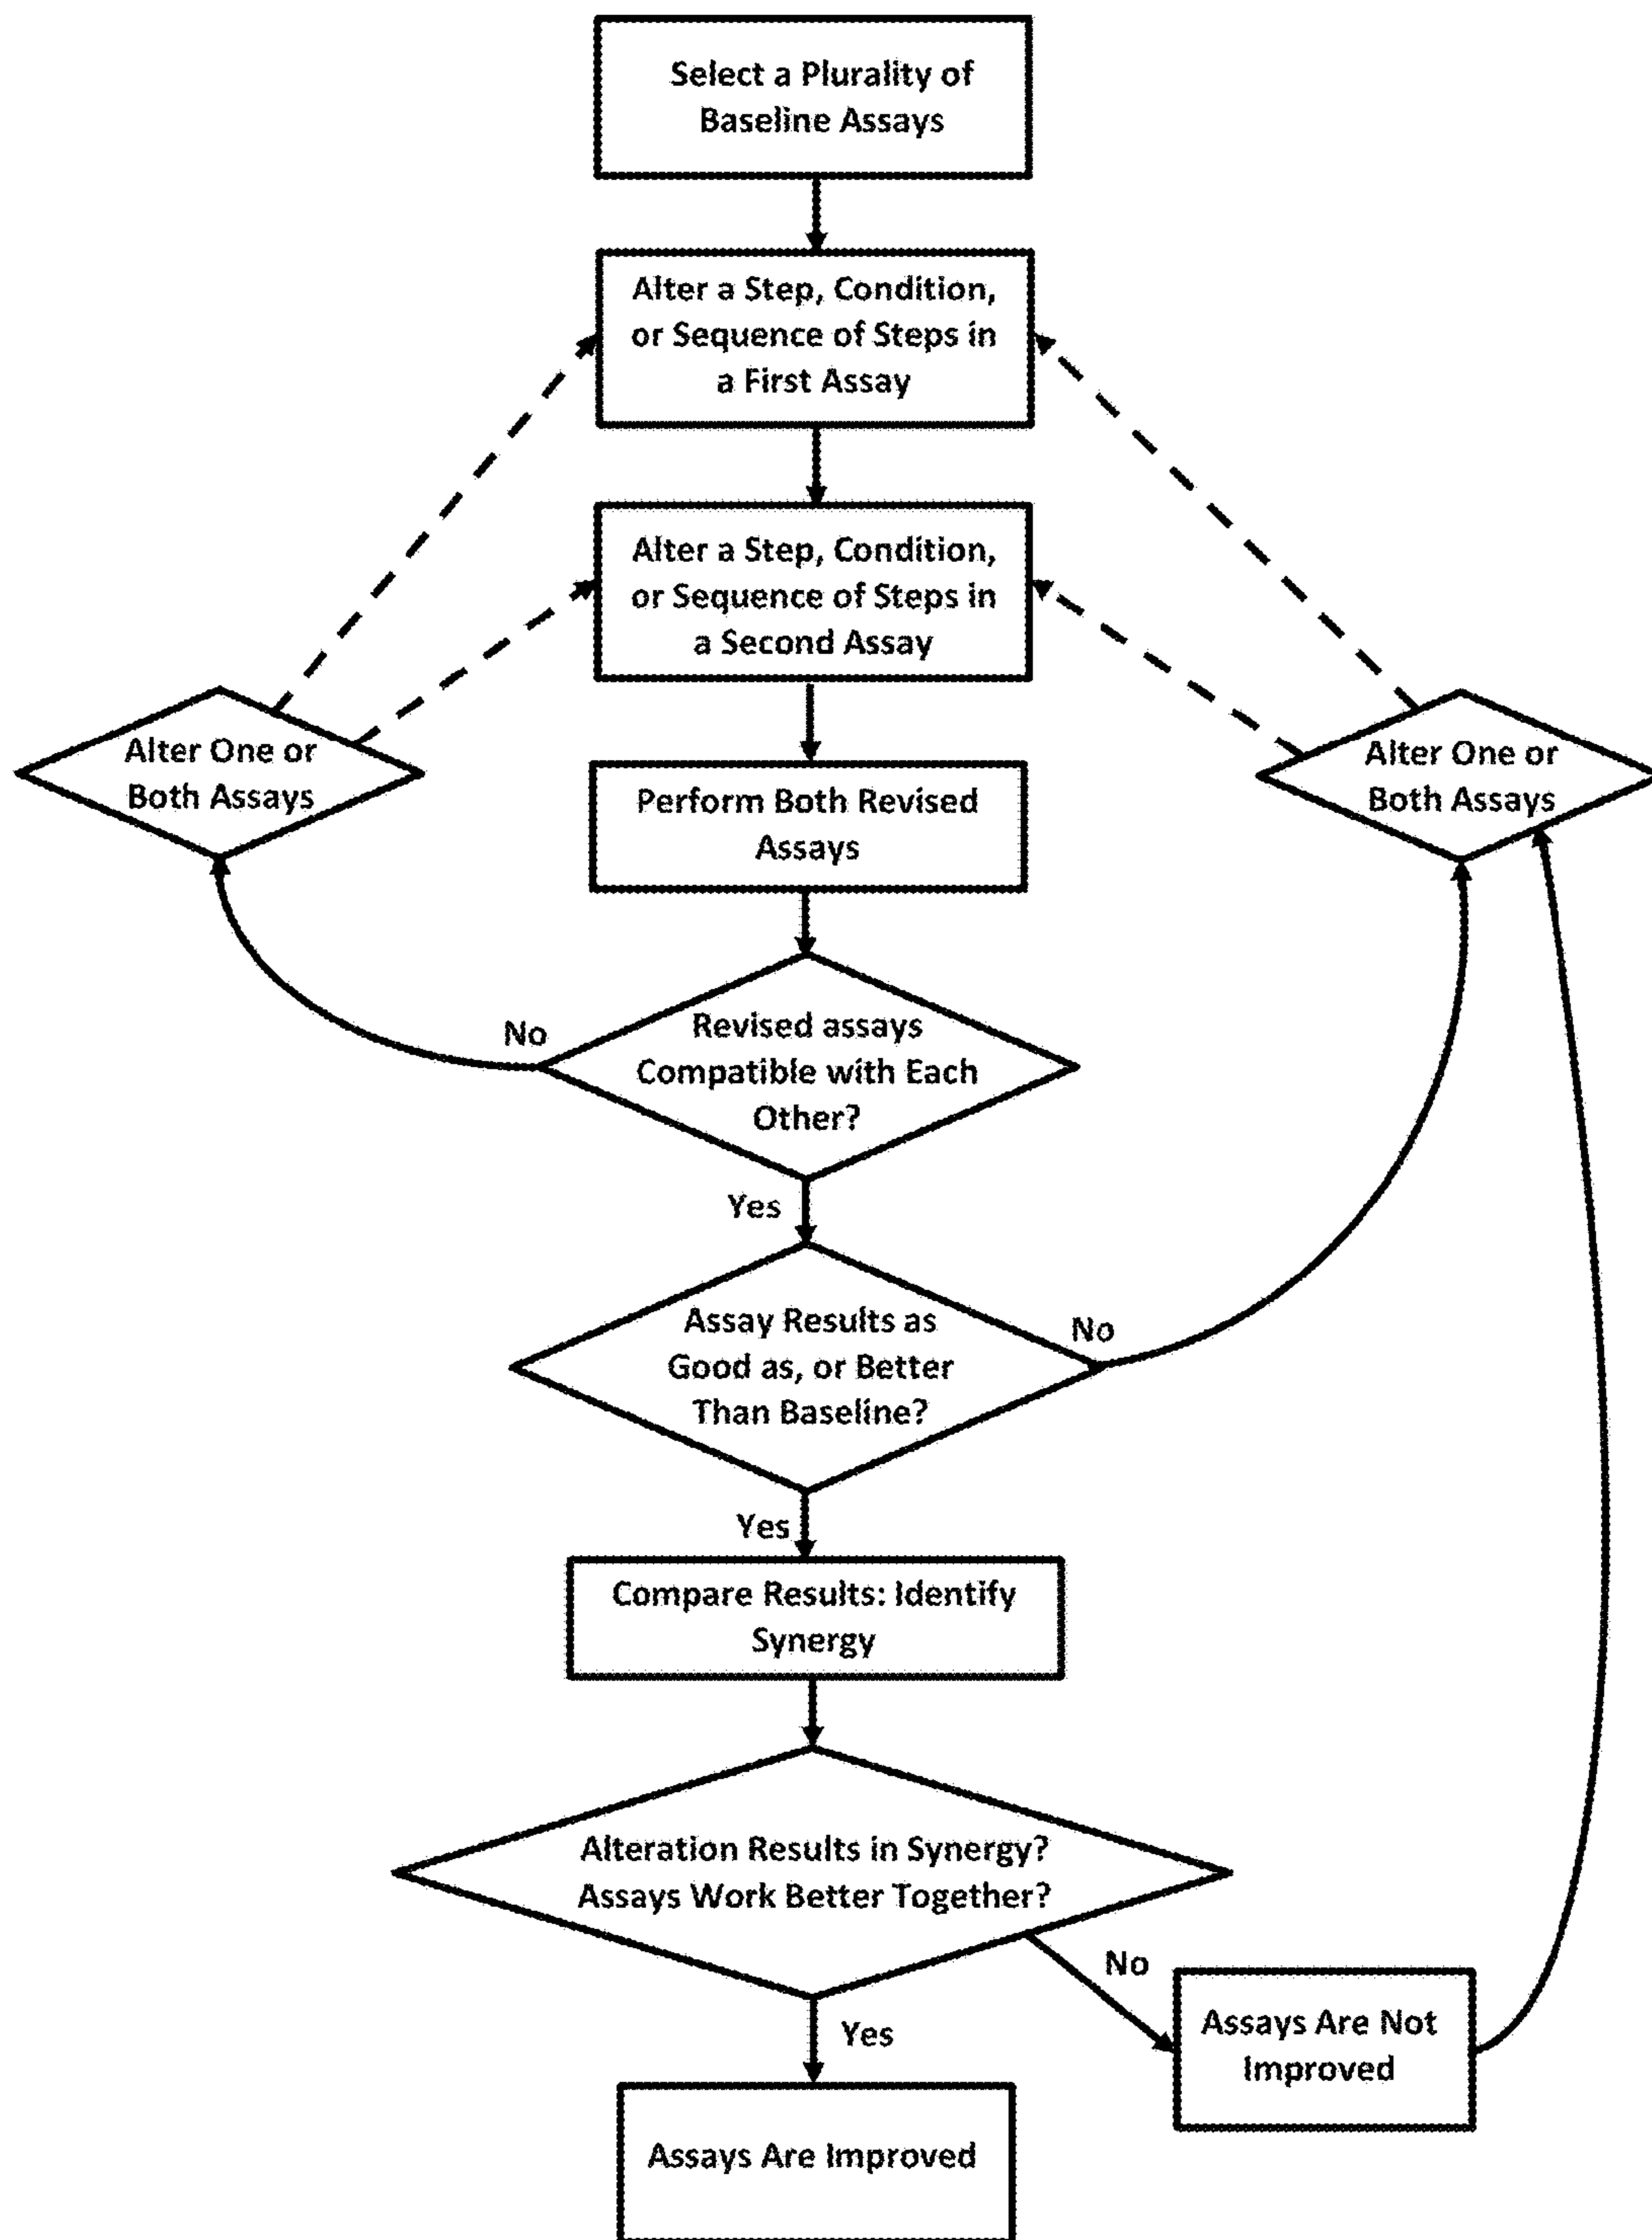 Select a Plurality of
Baseline Assays
Alter a Step, Condition,
or Sequence of Steps in
a First Assay
Alter a Step, Condition,
or Sequence of Steps in
a Second Assay
Alter One or
Both Assays
Alter One or
Both Assays
Perform Both Revised
Assays
No
Revised assays
Compatible with Each
Other?
Yes
Assay Results as
Good as, or Better
Than Baseline?
No
Yes
Compare Results: Identify
Synergy
Alteration Results in Synergy?
Assays Work Better Together?
No
Yes
Assays Are Not
Improved
Assays Are Improved